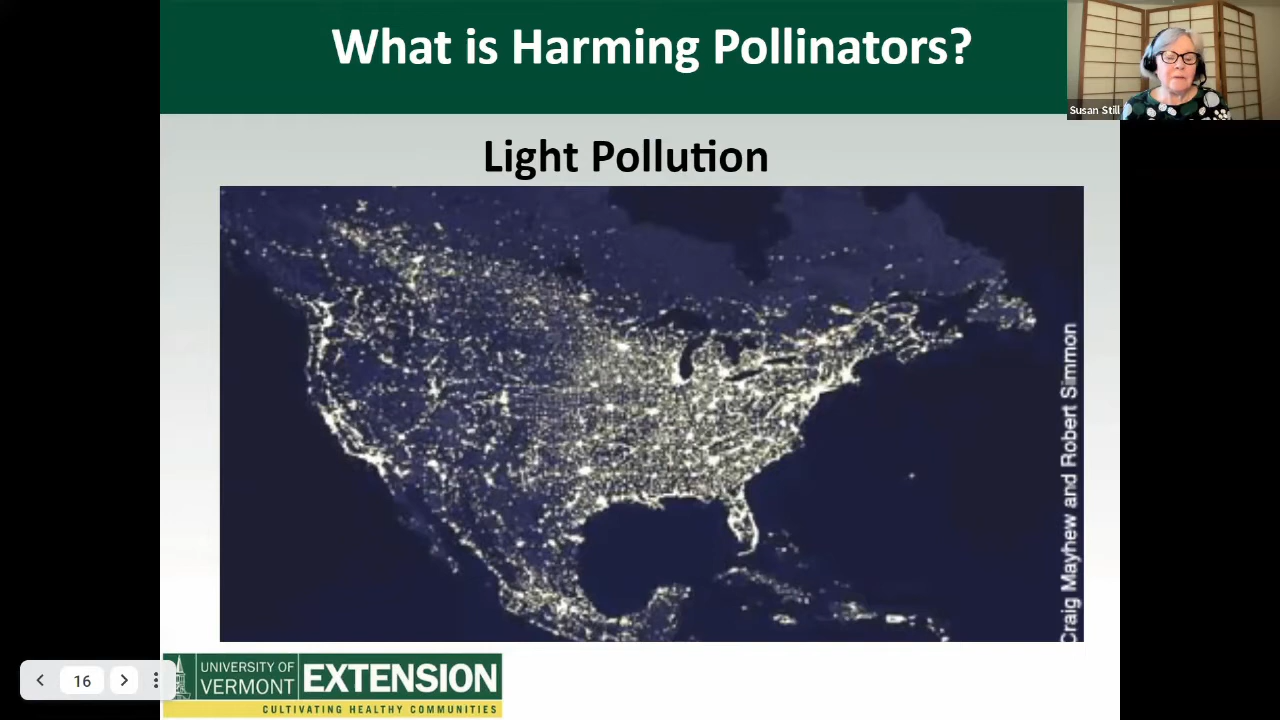 What is Harming Pollinators?
Susan Still
Light Pollution
Craig Mayhew and Robert Simmon
UNIVERSITY OF
VERMONT
EXTENSION
CULTIVATING HEALTHY COMMUNITIES
16